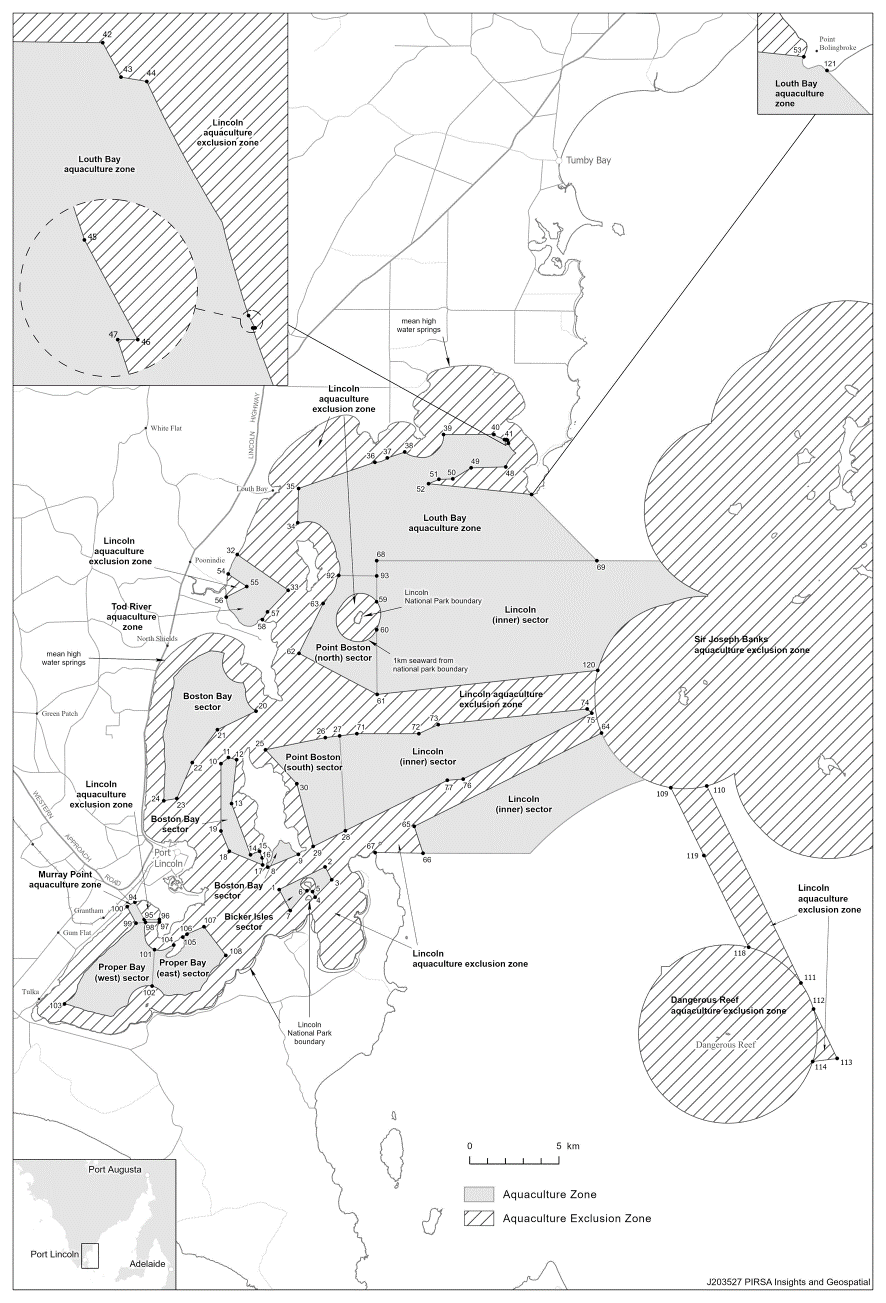 42
43
44
Lincoln
aquaculture
exclusion zone
Louth Bay
aquaculture zone
45
47
46
53
Point
Bolingbroke
121
Louth Bay
aquaculture
zone
Tumby Bay
mean high
water springs
Lincoln
aquaculture
exclusion zone
LINCOLN HIGHWAY
White Flat
39
40
41
38
37
36
49
48
50
51
52
35
Louth Bay
34
Louth Bay
aquaculture zone
Lincoln
aquaculture
exclusion zone
32
Poonindie
54
55
56
33
57
58
Tod River
aquaculture
zone
North Shields
mean high
water springs
68
69
92
93
63
59
60
Lincoln
National Park boundary
Lincoln
(inner) sector
62
Point Boston
(north) sector
1km seaward from
national park boundary
61
120
Sir Joseph Banks
aquaculture exclusion zone
Lincoln aquaculture
exclusion zone
Green Patch
Boston Bay
sector
20
21
22
23
24
25
26
27
71
72
73
74
75
64
10
11
12
Point Boston
(south) sector
Lincoln
(inner) sector
30
77
76
Lincoln
aquaculture
exclusion zone
13
Boston Bay
sector
19
18
14
15
16
17
8
9
29
28
65
66
67
Lincoln
(inner) sector
109
110
119
WESTERN APPROACH ROAD
Port
Lincoln
Murray Point
aquaculture zone
Boston Bay
sector
1
2
3
4
5
6
7
Bicker Isles
sector
94
100
Grantham
95
96
97
98
99
Gum Flat
107
106
105
104
101
108
Proper Bay
(west) sector
Proper Bay
(east) sector
102
Tulka
103
Lincoln
National Park
boundary
Lincoln
aquaculture exclusion zone
Lincoln
aquaculture
exclusion zone
118
111
112
Dangerous Reef
aquaculture exclusion zone
Dangerous Reef
113
114
0 5 km
Aquaculture Zone
Aquaculture Exclusion Zone
Port Augusta
Port Lincoln
Adelaide
J203527 PIRSA Insights and Geospatial